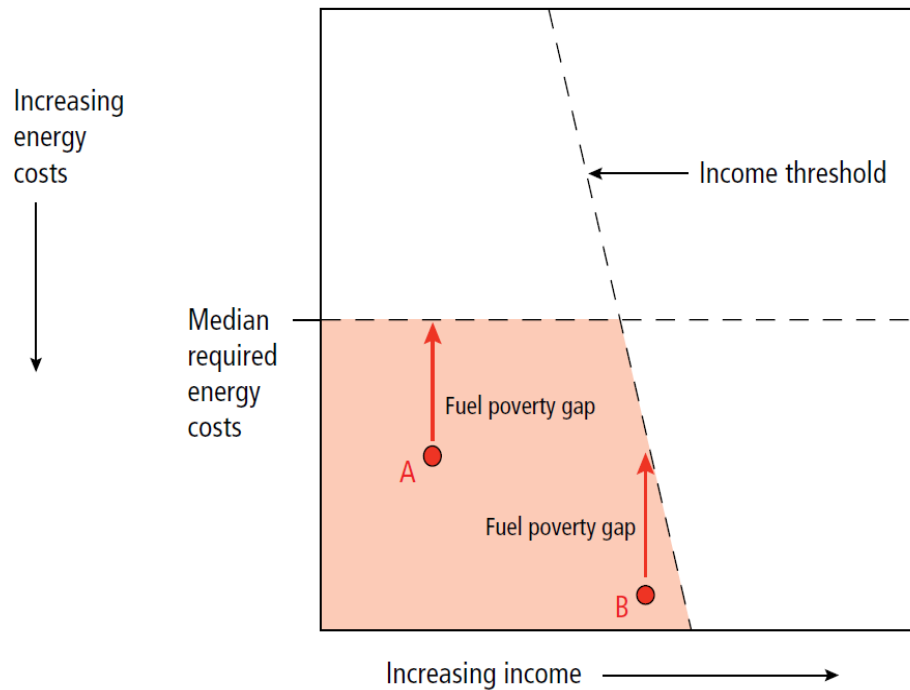 Increasing
energy
costs
Income threshold
Median
required
energy
costs
Fuel poverty gap
A
Fuel poverty gap
B
Increasing income